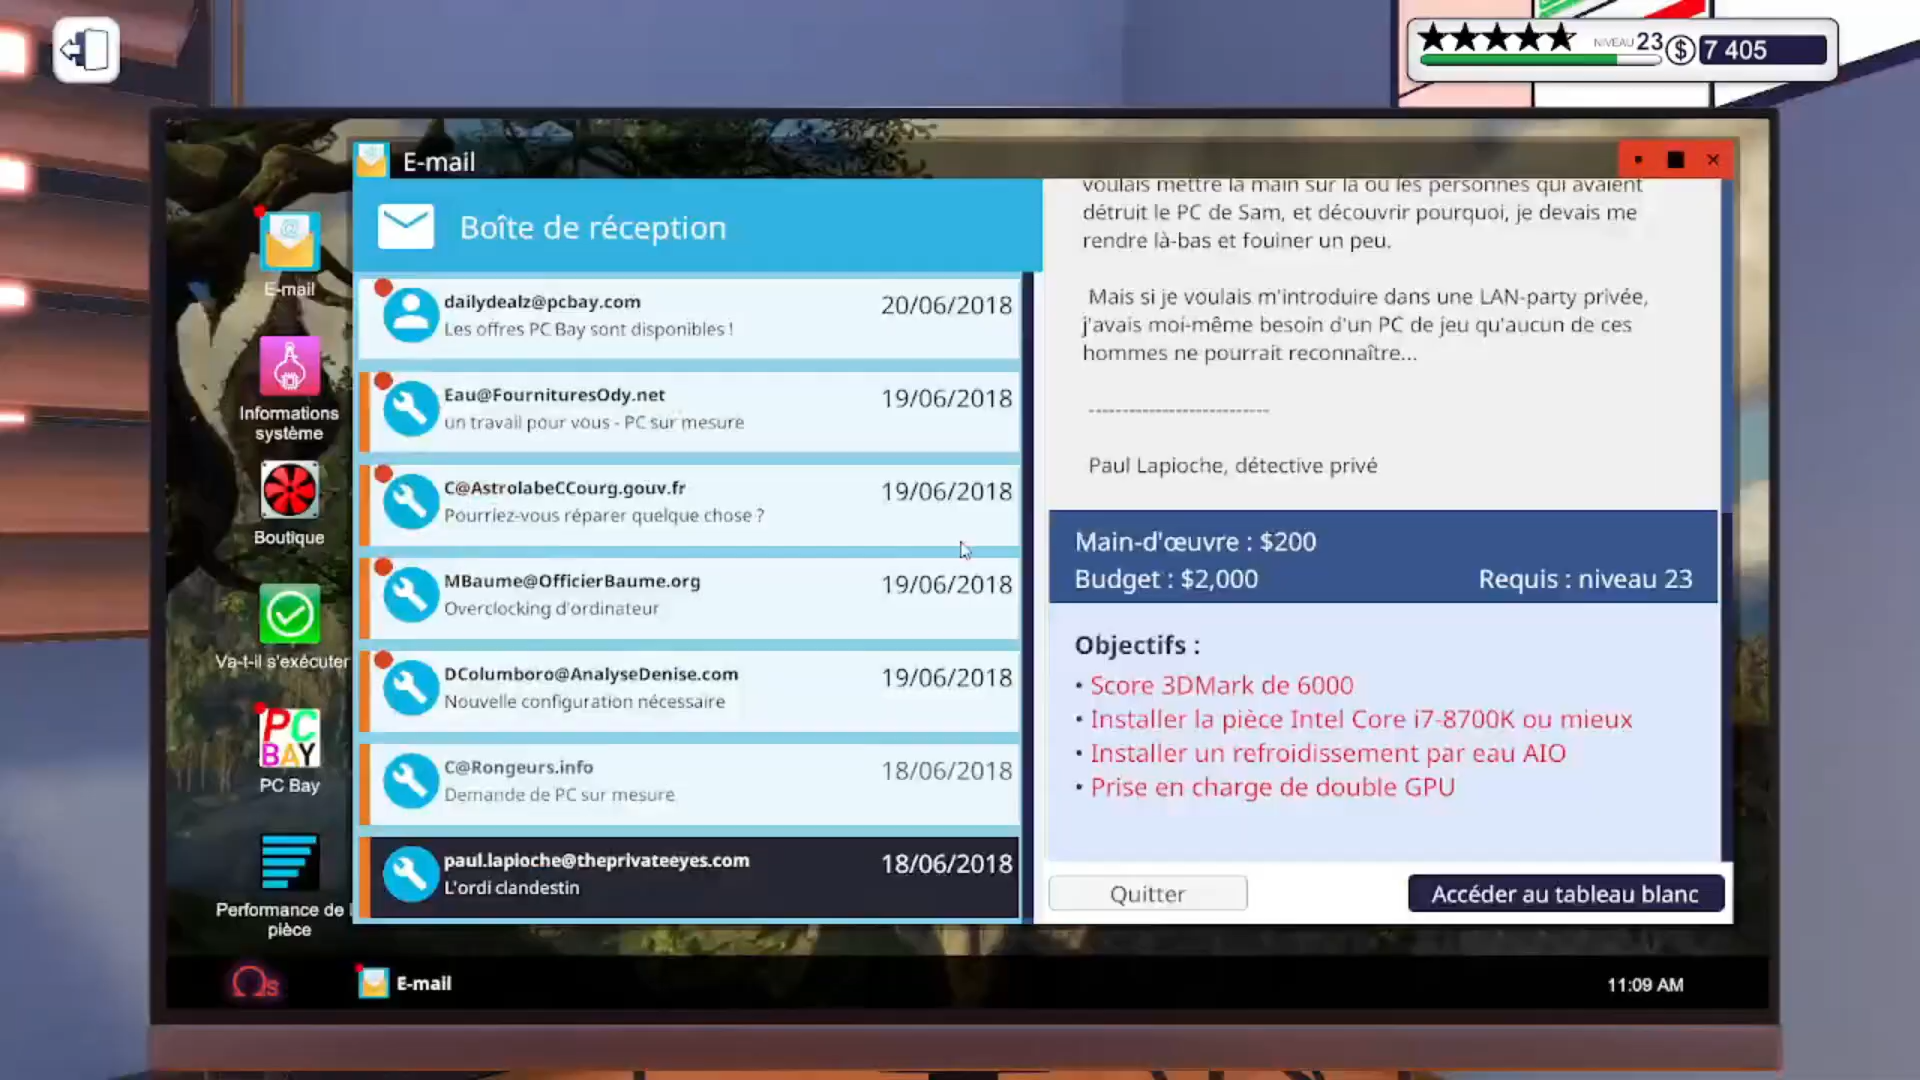 NIVEAU 23
$ 7 405
E-mail
Boîte de réception
dailydealz@pcbay.com
20/06/2018
Les offres PC Bay sont disponibles !
Eau@FournituresOdy.net
19/06/2018
un travail pour vous - PC sur mesure
C@AstrolabeCCourg.gouv.fr
19/06/2018
Pourriez-vous réparer quelque chose ?
MBaume@OfficierBaume.org
19/06/2018
Overclocking d'ordinateur
DColumboro@AnalyseDenise.com
19/06/2018
Nouvelle configuration nécessaire
C@Rongeurs.info
18/06/2018
Demande de PC sur mesure
paul.lapioche@theprivateeyes.com
18/06/2018
L'ordi clandestin
voulais mettre la main sur la ou les personnes qui avaient
détruit le PC de Sam, et découvrir pourquoi, je devais me
rendre là-bas et fouiner un peu.
Mais si je voulais m'introduire dans une LAN-party privée,
j'avais moi-même besoin d'un PC de jeu qu'aucun de ces
hommes ne pourrait reconnaître...
---------------------------
Paul Lapioche, détective privé
Main-d'œuvre : $200
Budget : $2,000
Requis : niveau 23
Objectifs :
• Score 3DMark de 6000
• Installer la pièce Intel Core i7-8700K ou mieux
• Installer un refroidissement par eau AIO
• Prise en charge de double GPU
Quitter
Accéder au tableau blanc
E-mail
Informations
système
Boutique
Va-t-il s'exécuter
PC
BAY
PC Bay
Performance de l
pièce
Ωs
E-mail
11:09 AM